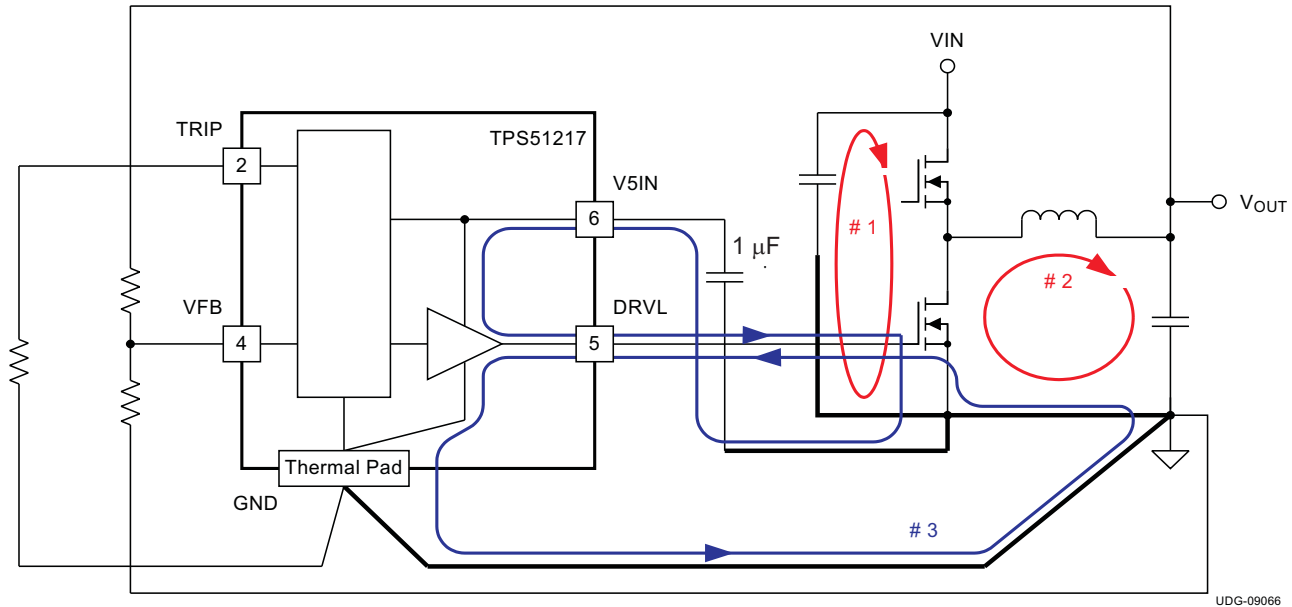 VIN
TRIP
TPS51217
2
V5IN
6
VOUT
# 1
1 μF
# 2
VFB
DRVL
4
5
Thermal Pad
GND
# 3
UDG-09066